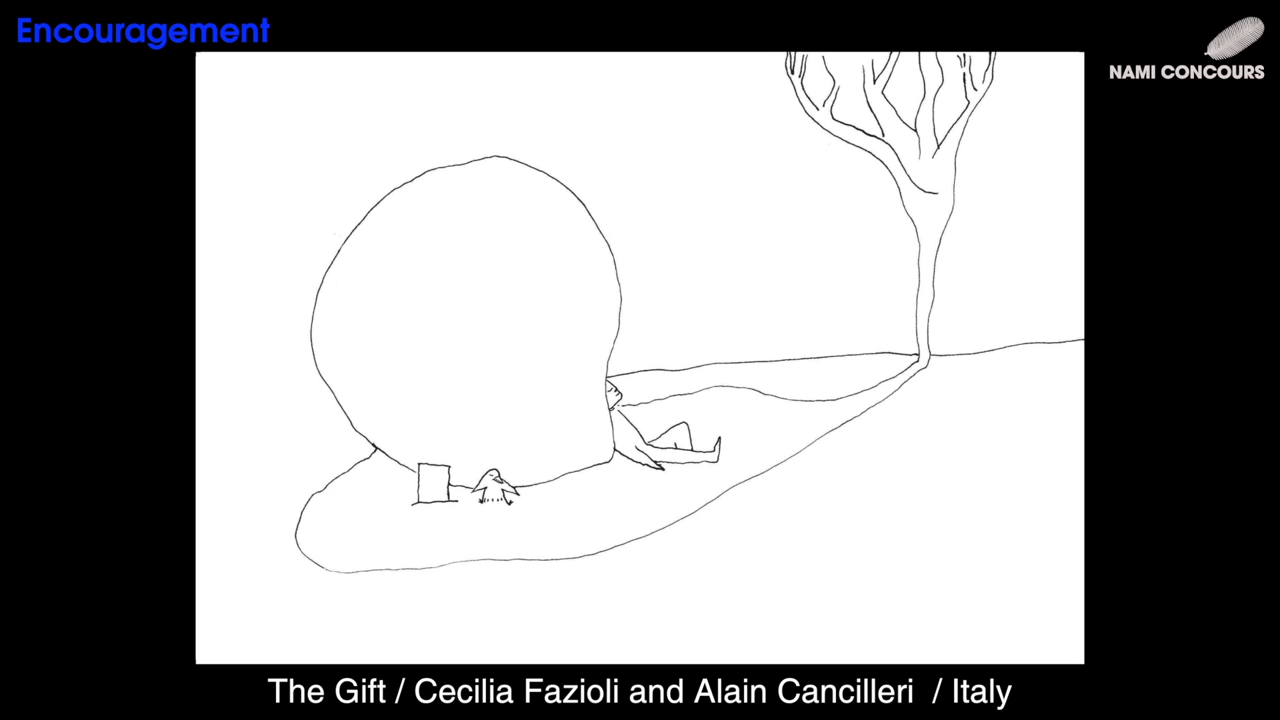 Encouragement
NAMI CONCOURS
The Gift / Cecilia Fazioli and Alain Cancilleri / Italy